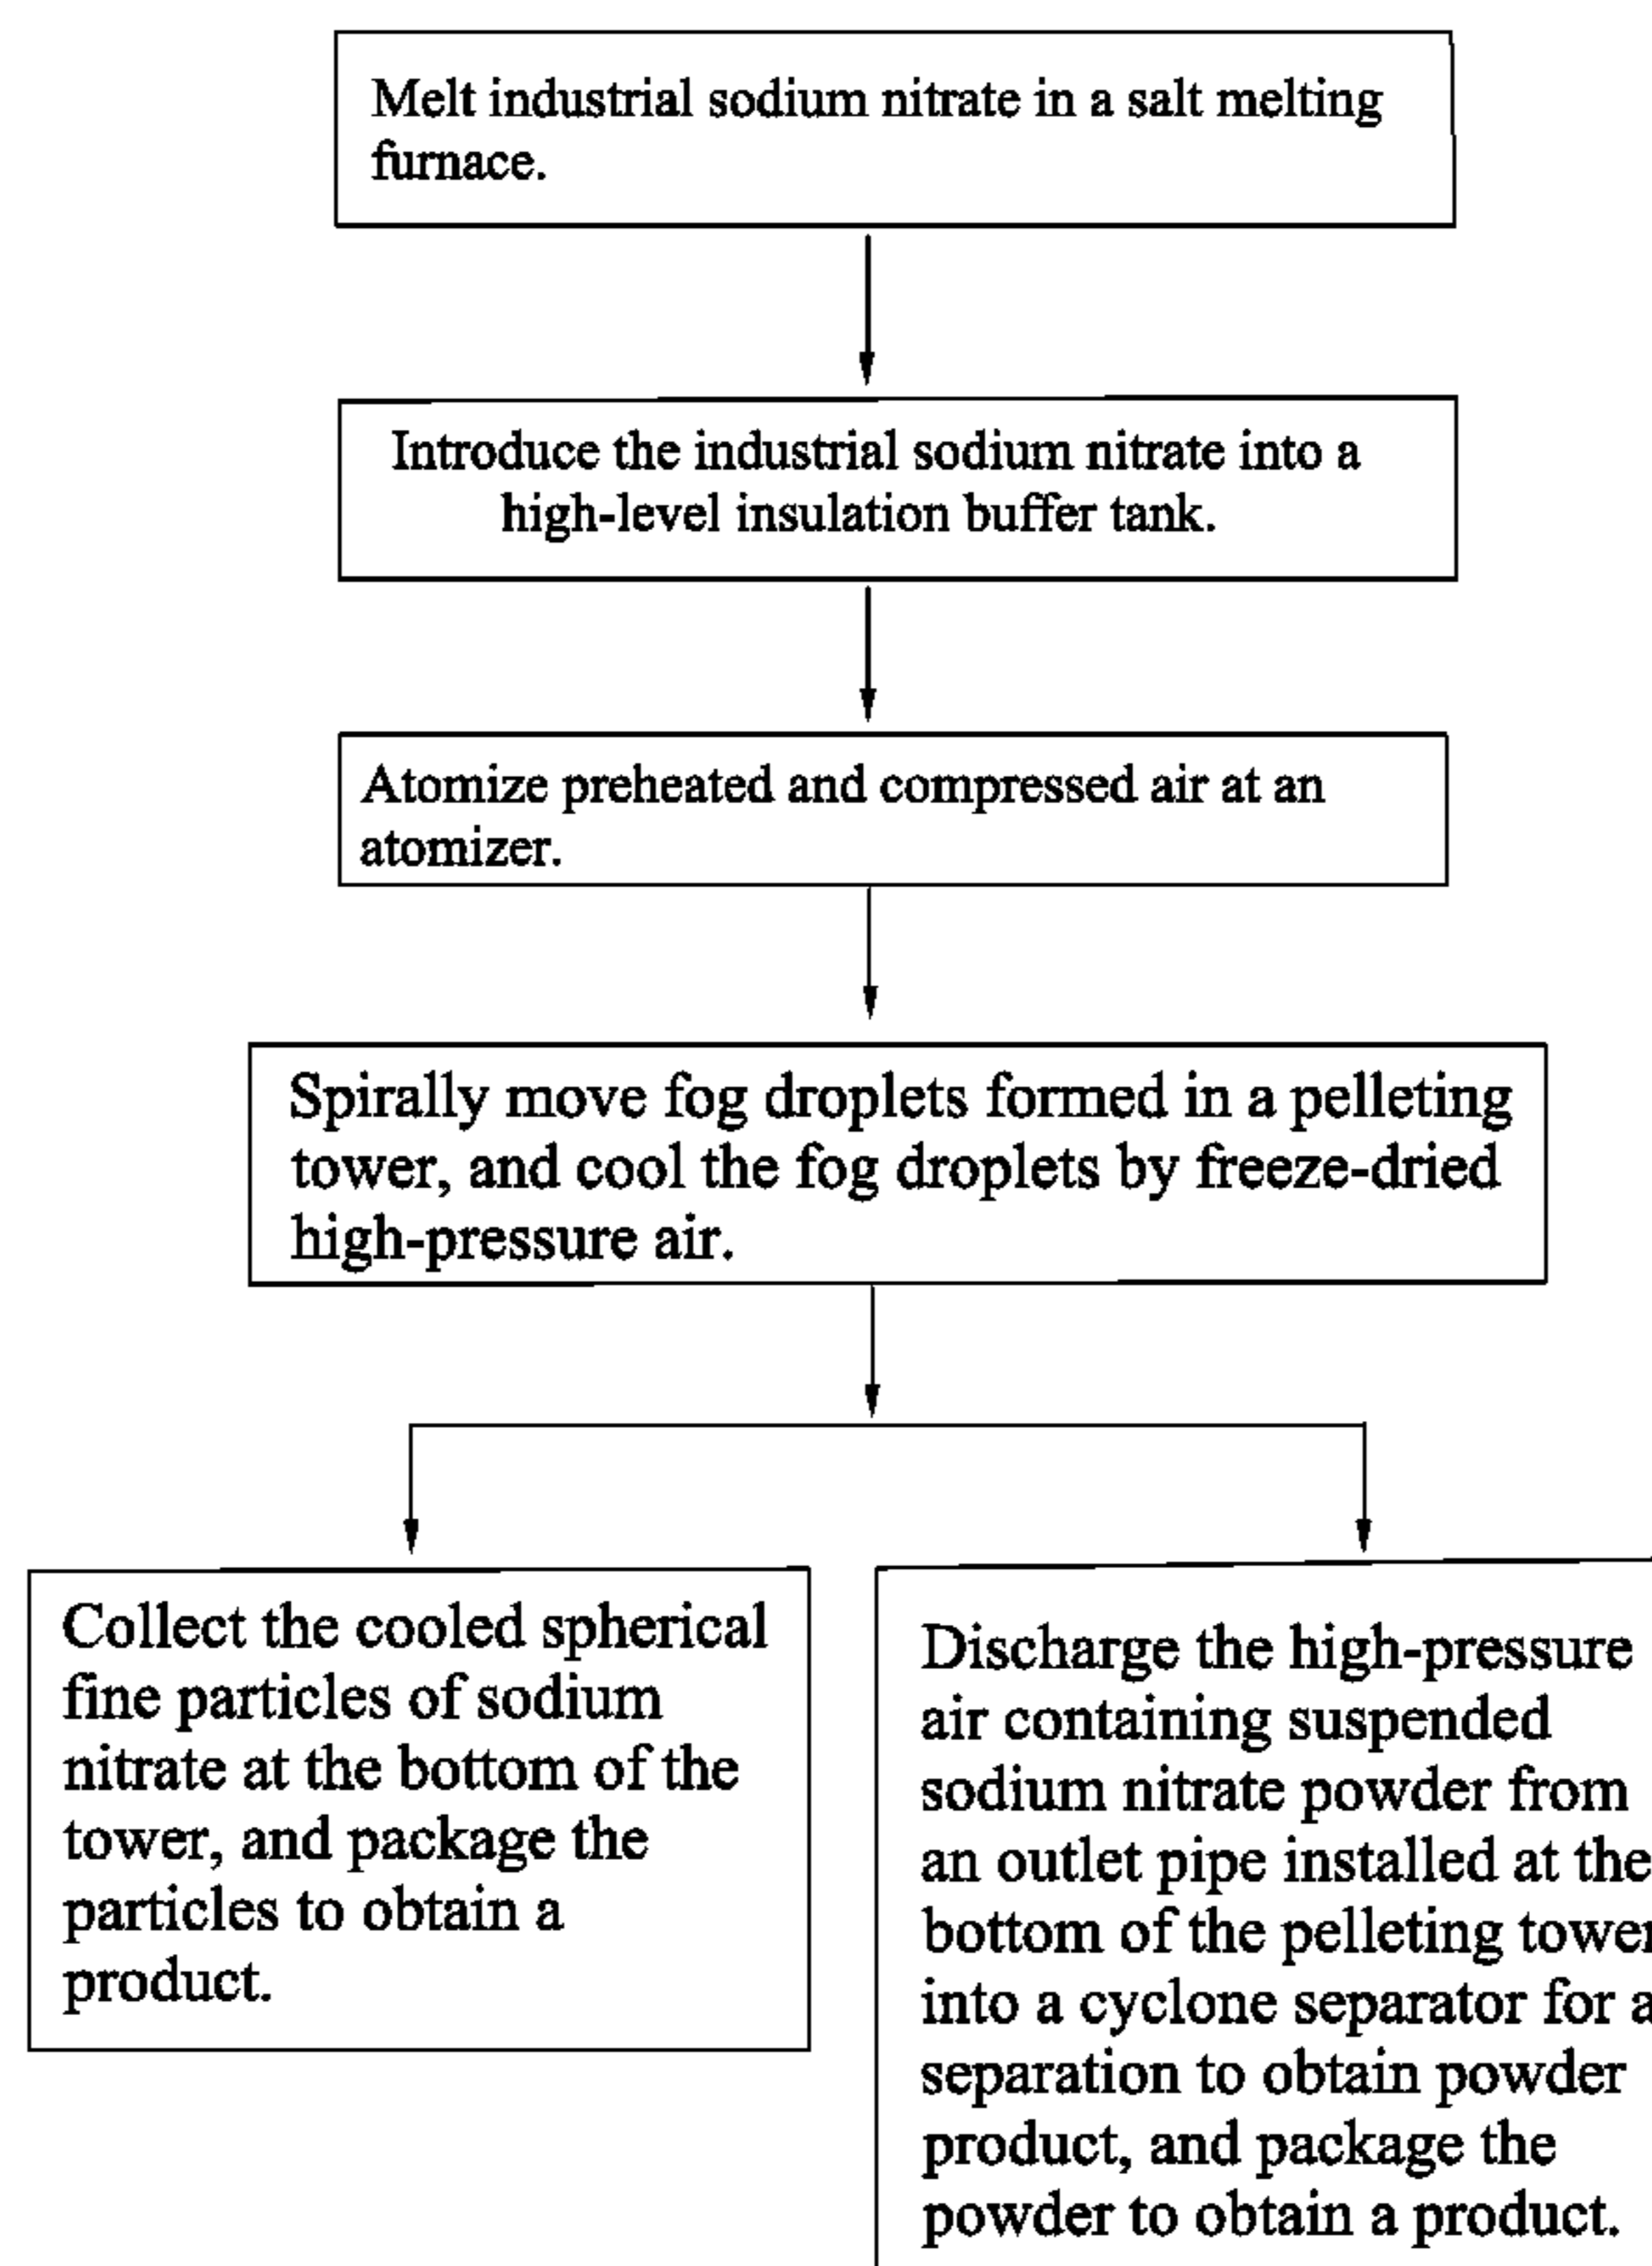 Melt industrial sodium nitrate in a salt melting
furnace.
Introduce the industrial sodium nitrate into a
high-level insulation buffer tank.
Atomize preheated and compressed air at an
atomizer.
Spirally move fog droplets formed in a pelleting
tower, and cool the fog droplets by freeze-dried
high-pressure air.
Collect the cooled spherical
fine particles of sodium
nitrate at the bottom of the
tower, and package the
particles to obtain a
product.
Discharge the high-pressure
air containing suspended
sodium nitrate powder from
an outlet pipe installed at the
bottom of the pelleting tower
into a cyclone separator for a
separation to obtain powder
product, and package the
powder to obtain a product.